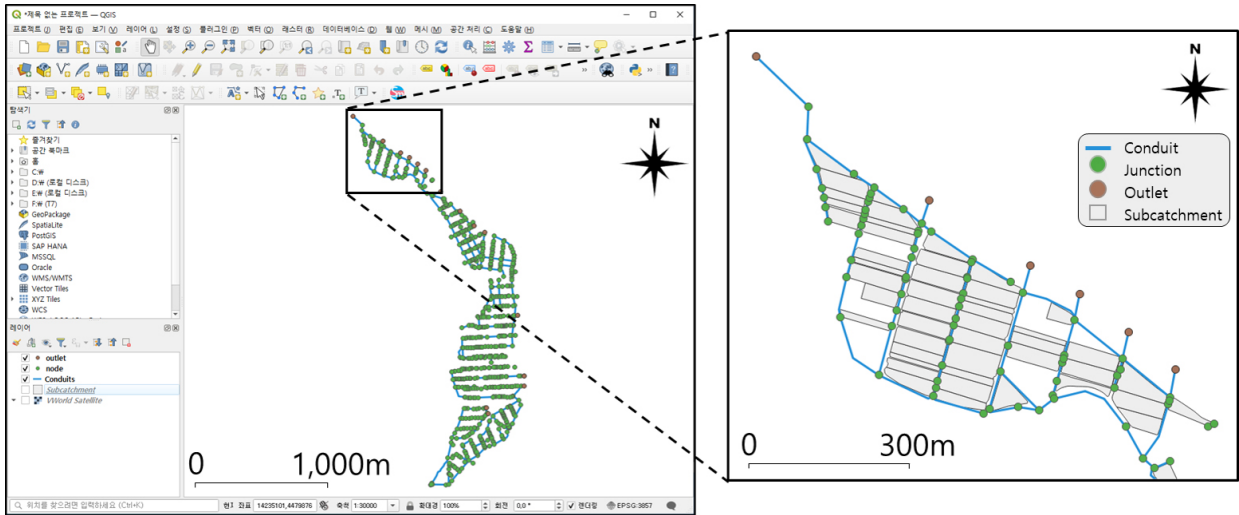 *제목 없는 프로젝트 — QGIS
프로젝트 (J) 편집 (E) 보기 (V) 레이어 (L) 설정 (S) 플러그인 (P) 벡터 (O) 래스터 (R) 데이터베이스 (D) 웹 (W) 메시 (M) 공간 처리 (C) 도움말 (H)
탐색기
즐겨찾기
공간 북마크
홈
C:₩
D:₩ (로컬 디스크)
E:₩ (로컬 디스크)
F:₩ (T7)
GeoPackage
SpatiaLite
PostGIS
SAP HANA
MSSQL
Oracle
WMS/WMTS
Vector Tiles
XYZ Tiles
WCS
레이어
outlet
node
Conduits
Subcatchment
VWorld Satellite
N
0 1,000m
위치를 찾으려면 입력하세요 (Ctrl+K)
좌표 14235101,4479876 축척 1:30000 확대경 100% 회전 0,0 ° 렌더링 EPSG:3857
N
Conduit
Junction
Outlet
Subcatchment
0 300m